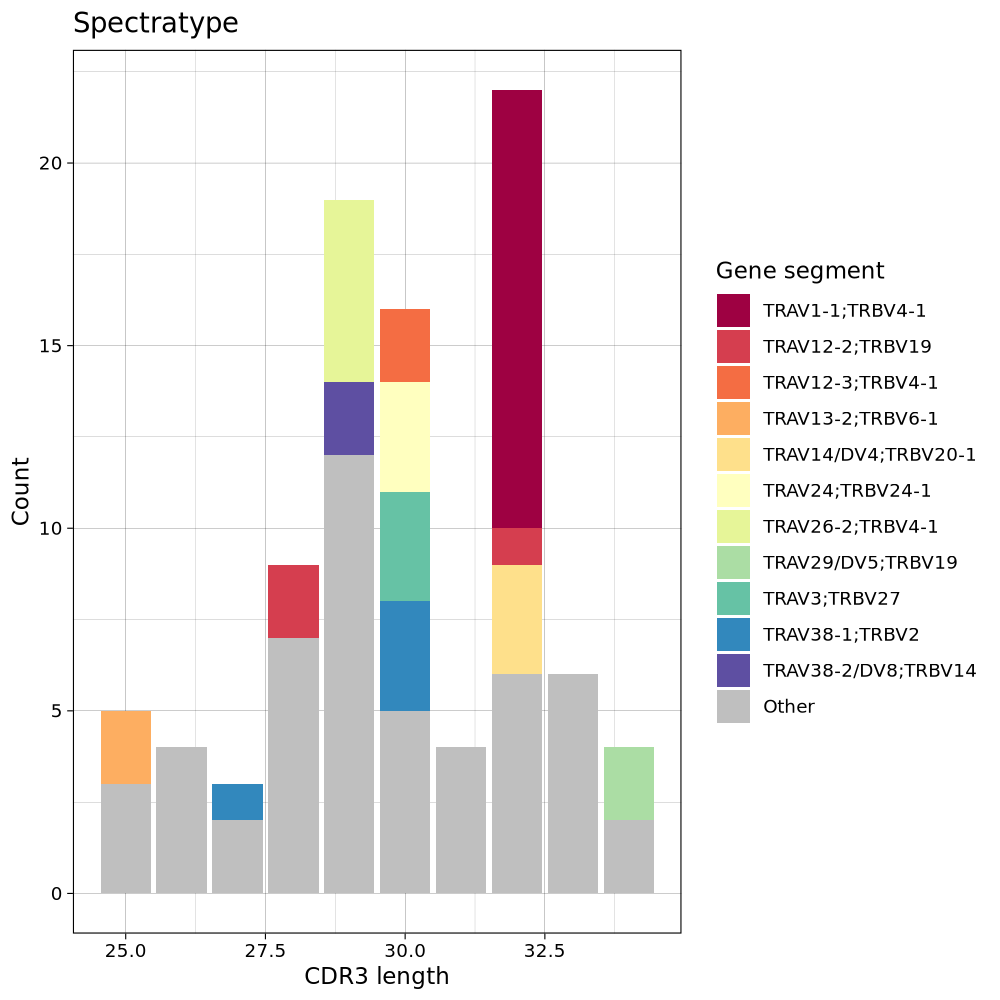 Spectratype
Count
20
15
10
5
0
25.0
27.5
30.0
32.5
CDR3 length
Gene segment
TRAV1-1;TRBV4-1
TRAV12-2;TRBV19
TRAV12-3;TRBV4-1
TRAV13-2;TRBV6-1
TRAV14/DV4;TRBV20-1
TRAV24;TRBV24-1
TRAV26-2;TRBV4-1
TRAV29/DV5;TRBV19
TRAV3;TRBV27
TRAV38-1;TRBV2
TRAV38-2/DV8;TRBV14
Other